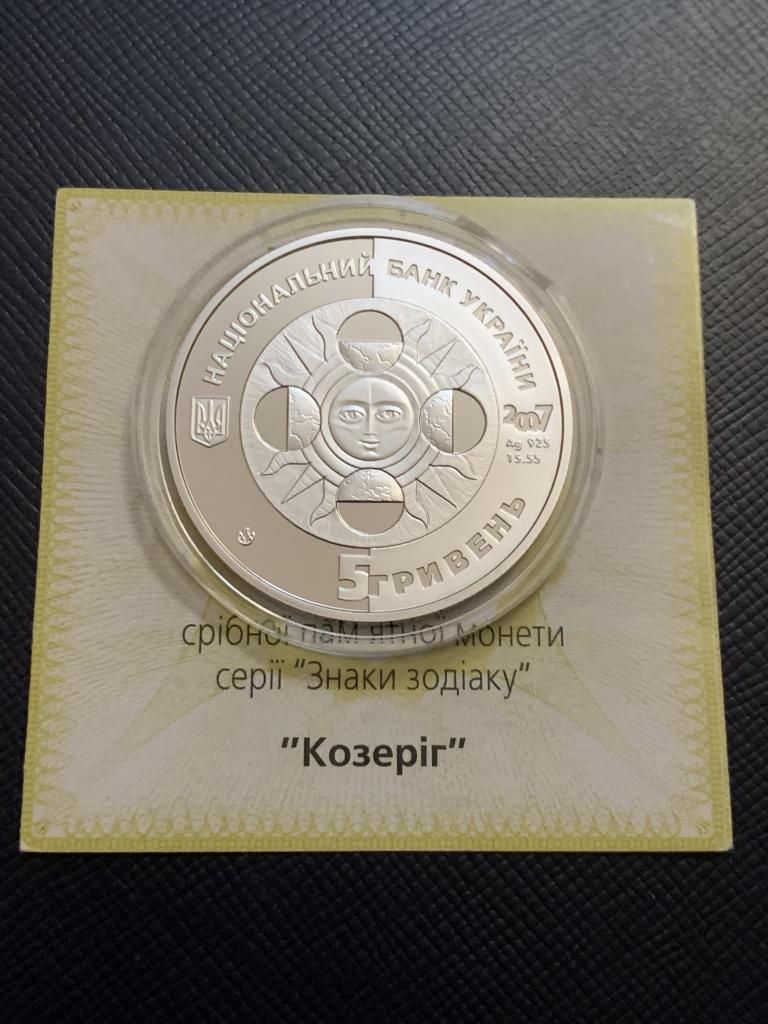 НАЦІОНАЛЬНИЙ БАНК УКРАЇНИ
2007
Ag 925
15.55
5 ГРИВЕНЬ
срібної пам'ятної монети
серії "Знаки зодіаку"
"Козеріг"